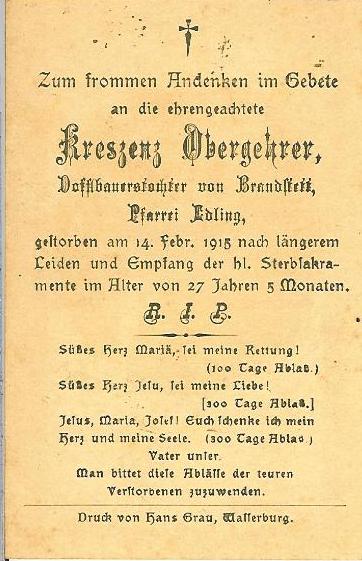 Zum frommen Andenken im Gebete
an die ehrengeachtete
Kreszenz Obergehrer,
Dofflbauerstochter von Brandstett,
Pfarrei Edling,
gestorben am 14. Febr. 1915 nach längerem
Leiden und Empfang der hl. Sterbsakra-
mente im Alter von 27 Jahren 5 Monaten.
R. I. P.
Süßes Herz Mariä, sei meine Rettung!
(100 Tage Ablaß.)
Süßes Herz Jesu, sei meine Liebe!
[300 Tage Ablaß.]
Jesus, Maria, Josef! Euch schenke ich mein
Herz und meine Seele. (300 Tage Ablaß)
Vater unser.
Man bittet diese Ablässe der teuren
Verstorbenen zuzuwenden.
Druck von Hans Grau, Wasserburg.